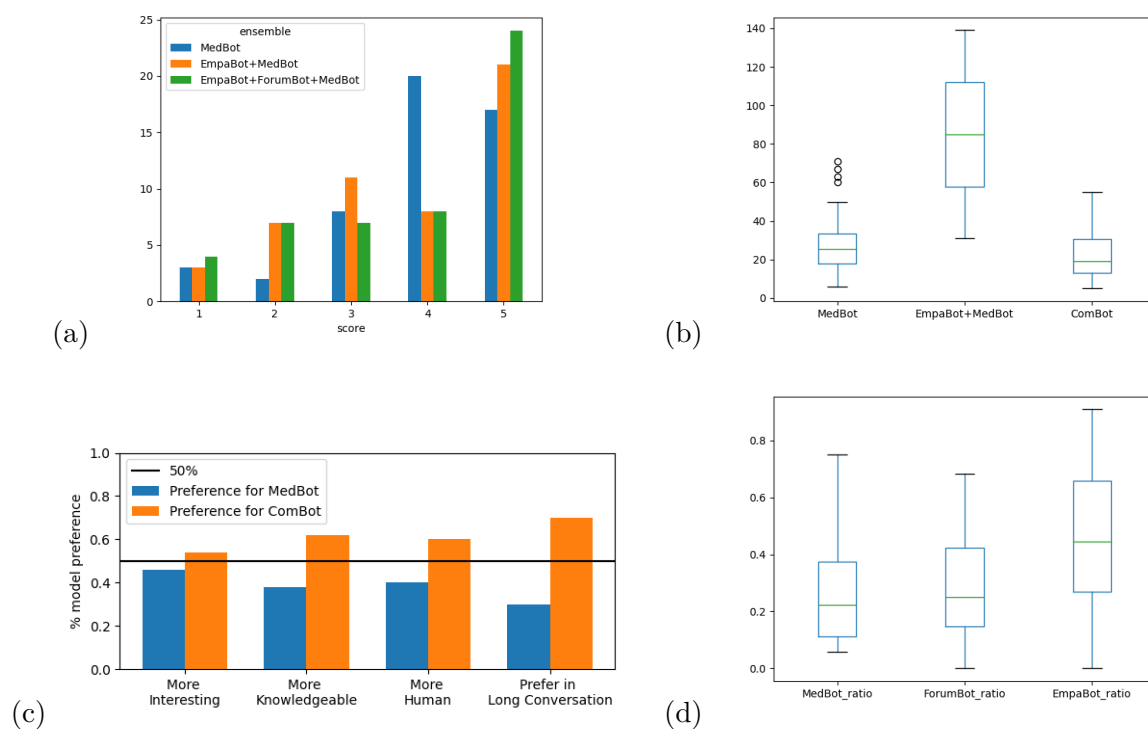 25
20
15
10
5
0
ensemble
MedBot
EmpaBot+MedBot
EmpaBot+ForumBot+MedBot
1 2 3 4 5
score
(a)
140
120
100
80
60
40
20
0
MedBot EmpaBot+MedBot ComBot
(b)
1.0
0.8
0.6
0.4
0.2
0.0
% model preference
50%
Preference for MedBot
Preference for ComBot
More Interesting
More Knowledgeable
More Human
Prefer in Long Conversation
(c)
0.8
0.6
0.4
0.2
0.0
MedBot_ratio ForumBot_ratio EmpaBot_ratio
(d)